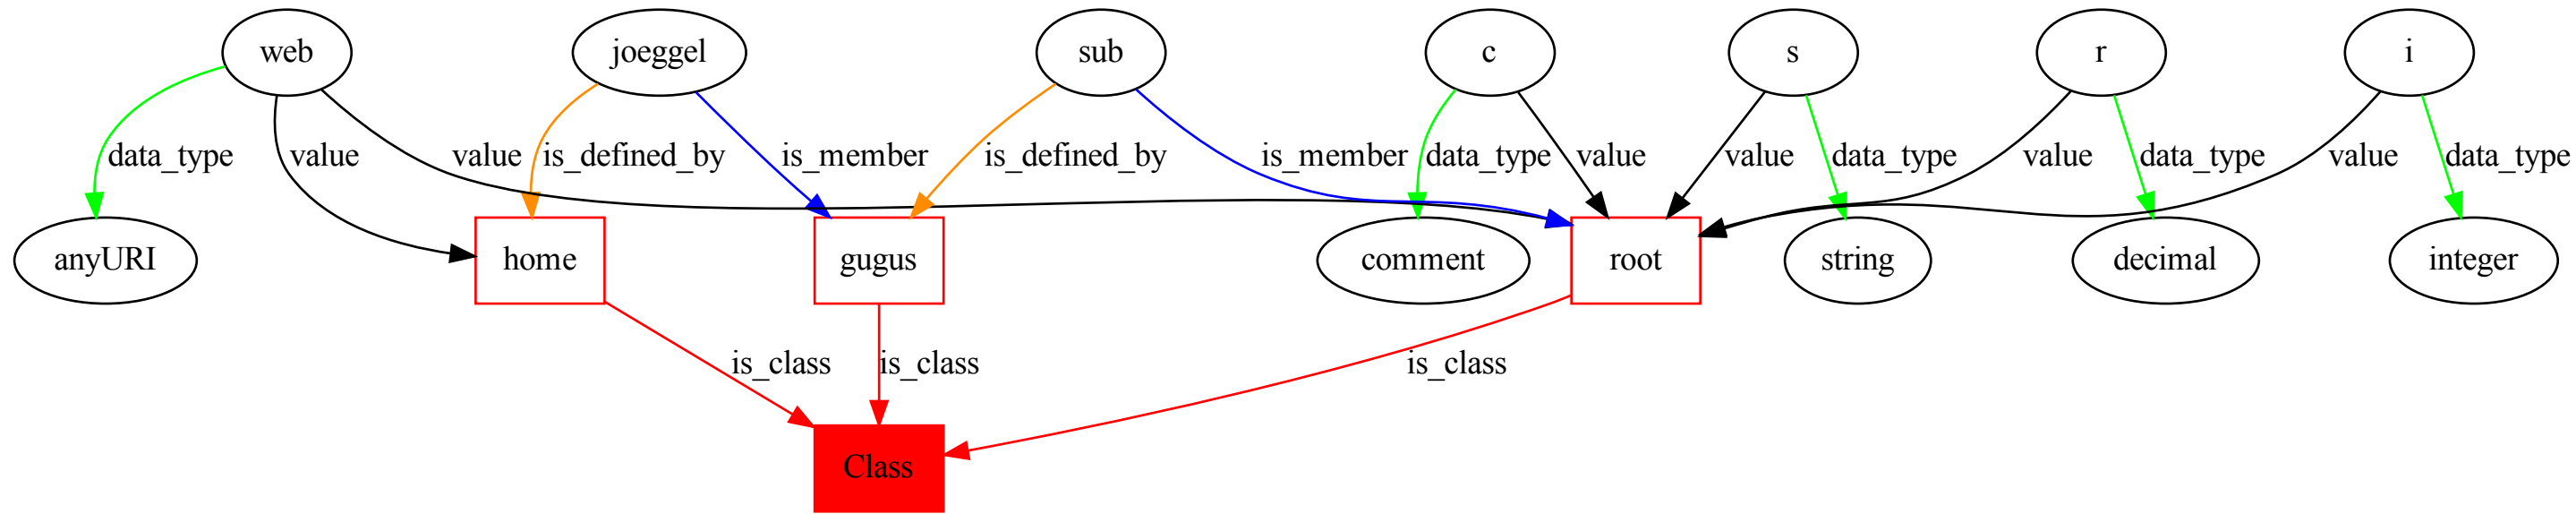 web
joeggel
sub
c
s
r
i
data_type
value
value
is_defined_by
is_member
is_defined_by
is_member
data_type
value
value
data_type
value
data_type
value
data_type
anyURI
home
gugus
comment
root
string
decimal
integer
is_class
is_class
is_class
Class